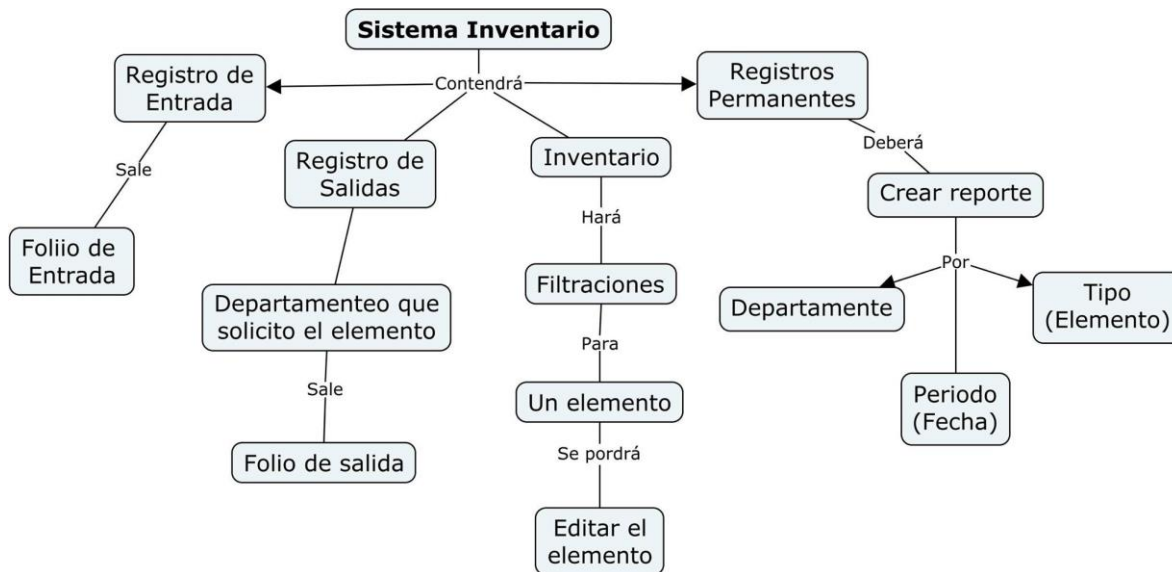 Sistema Inventario
Contendrá
Registro de
Entrada
Sale
Foliio de
Entrada
Registro de
Salidas
Departamenteo que
solicito el elemento
Sale
Folio de salida
Inventario
Hará
Filtraciones
Para
Un elemento
Se pordrá
Editar el
elemento
Registros
Permanentes
Deberá
Crear reporte
Por
Departamente
Periodo
(Fecha)
Tipo
(Elemento)